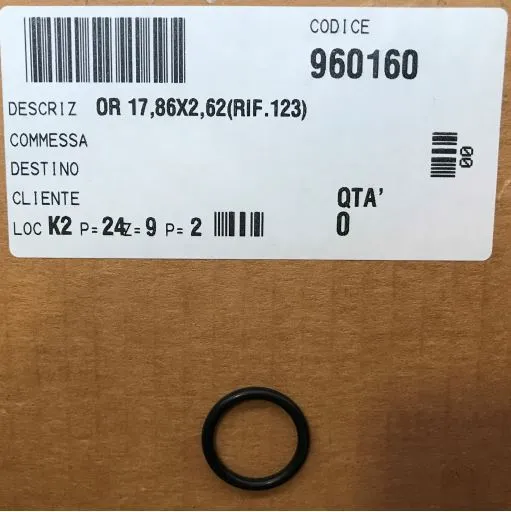 CODICE
960160
DESCRIZ OR 17,86X2,62(RIF.123)
COMMESSA
DESTINO
00
CLIENTE QTA'
LOC K2 P= 24 Z= 9 P= 2 0